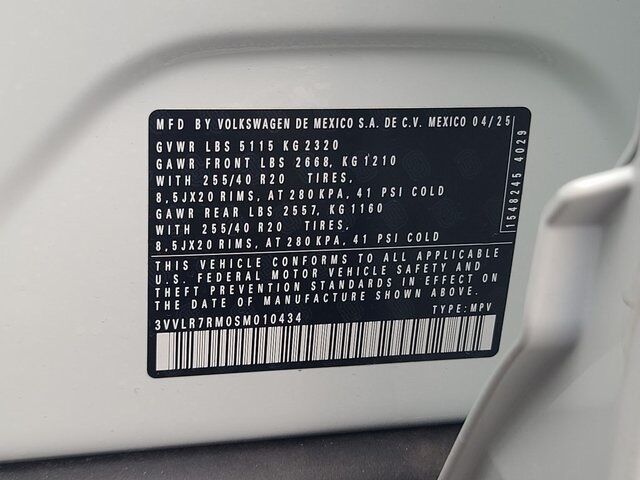 MFD BY VOLKSWAGEN DE MEXICO S.A. DE C.V. MEXICO 04/25
GVWR LBS 5115 KG 2320
GAWR FRONT LBS 2668, KG 1210
WITH 255/40 R20 TIRES,
8,5JX20 RIMS, AT 280 KPA, 41 PSI COLD
GAWR REAR LBS 2557, KG 1160
WITH 255/40 R20 TIRES,
8,5JX20 RIMS, AT 280 KPA, 41 PSI COLD
THIS VEHICLE CONFORMS TO ALL APPLICABLE
U.S. FEDERAL MOTOR VEHICLE SAFETY AND
THEFT PREVENTION STANDARDS IN EFFECT ON
THE DATE OF MANUFACTURE SHOWN ABOVE.
3VVLR7RM0SM010434 TYPE: MPV
1548245 4029